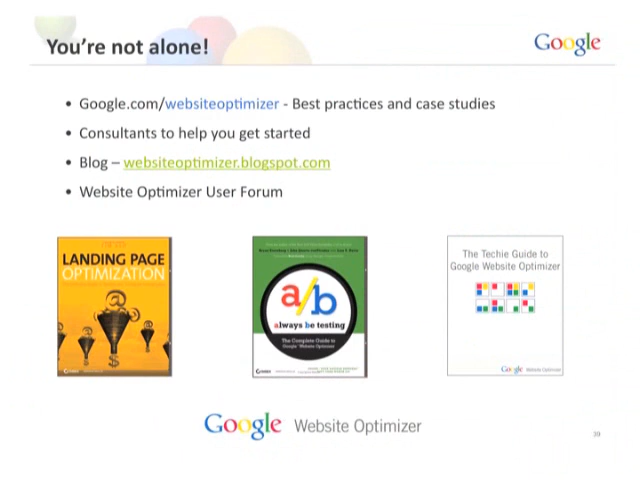 You're not alone!
Google
• Google.com/websiteoptimizer - Best practices and case studies
• Consultants to help you get started
• Blog – websiteoptimizer.blogspot.com
• Website Optimizer User Forum
LANDING PAGE
OPTIMIZATION
a/b
always be testing
The Complete Guide to
Google Website Optimizer
The Techie Guide to
Google Website Optimizer
Google Website Optimizer
Google Website Optimizer
39